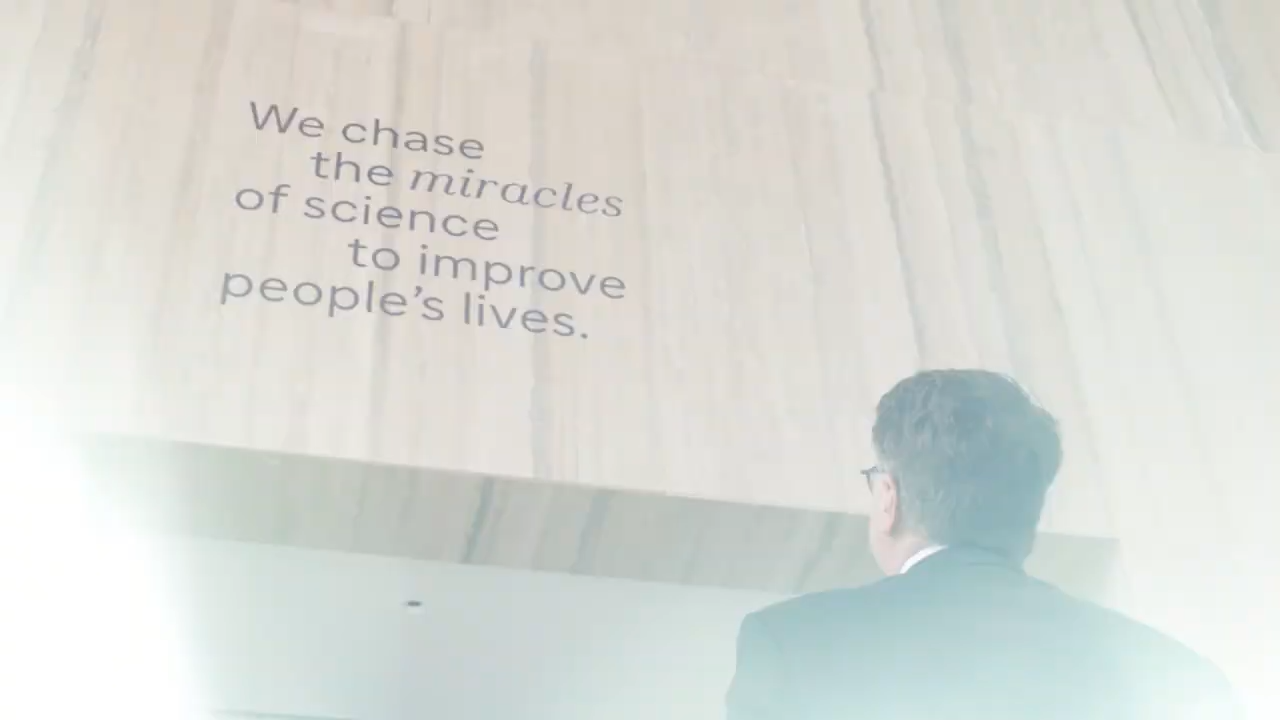 We chase
the miracles
of science
to improve
people’s lives.